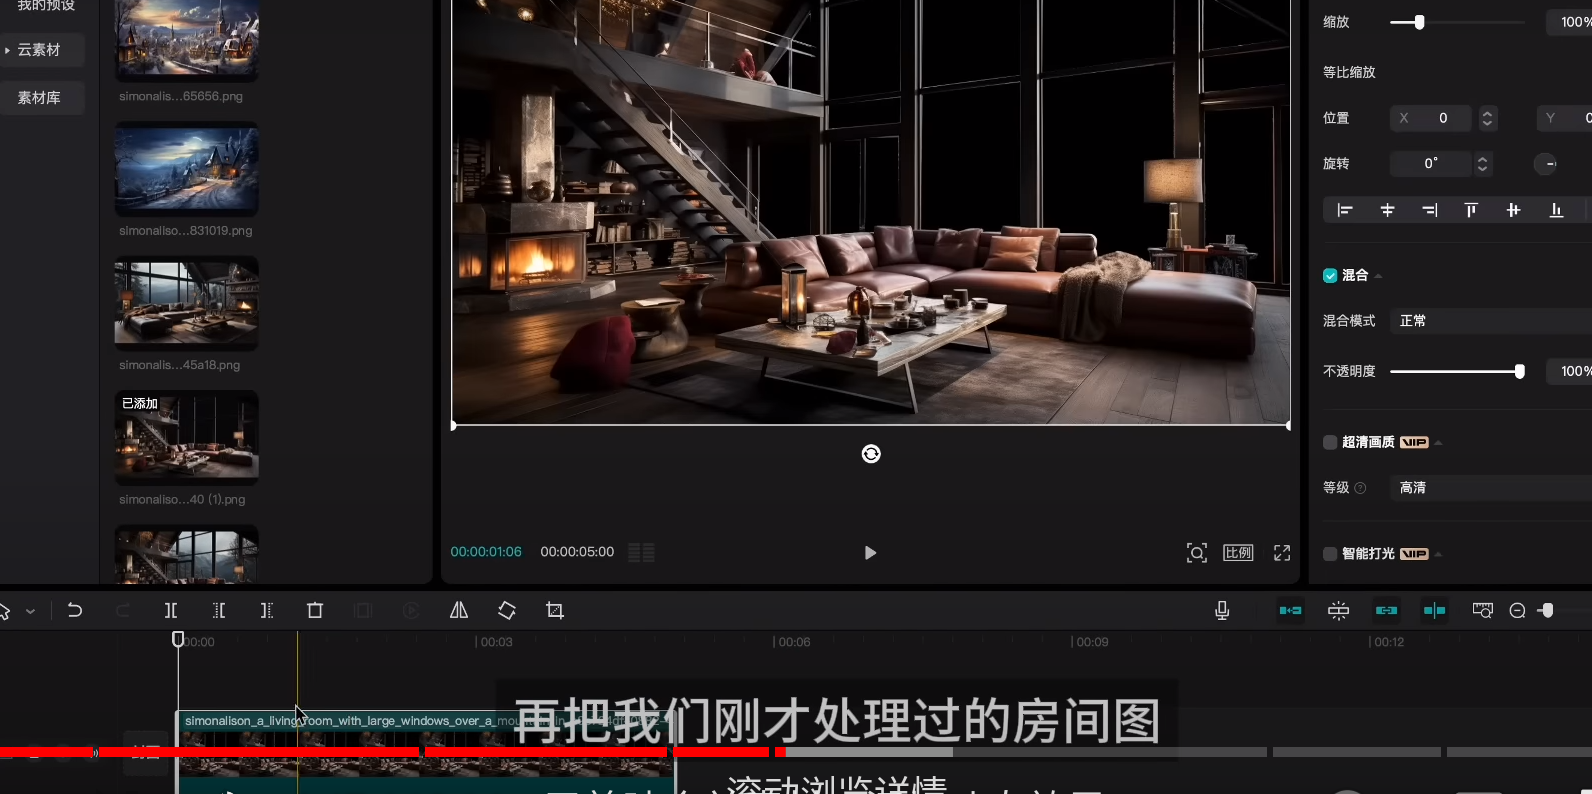 我的预设
云素材
素材库
simonalis...65656.png
simonaliso...831019.png
simonalis...45a18.png
已添加
simonaliso...40 (1).png
00:00:01:06
00:00:05:00
比例
缩放
100%
等比缩放
位置
X 0
Y 0
旋转
0°
混合
混合模式
正常
不透明度
100%
超清画质 VIP
等级
高清
智能打光 VIP
00:00
00:03
00:06
00:09
00:12
simonalison_a_living_room_with_large_windows_over_a_mou
再把我们刚才处理过的房间图
滚动浏览详情